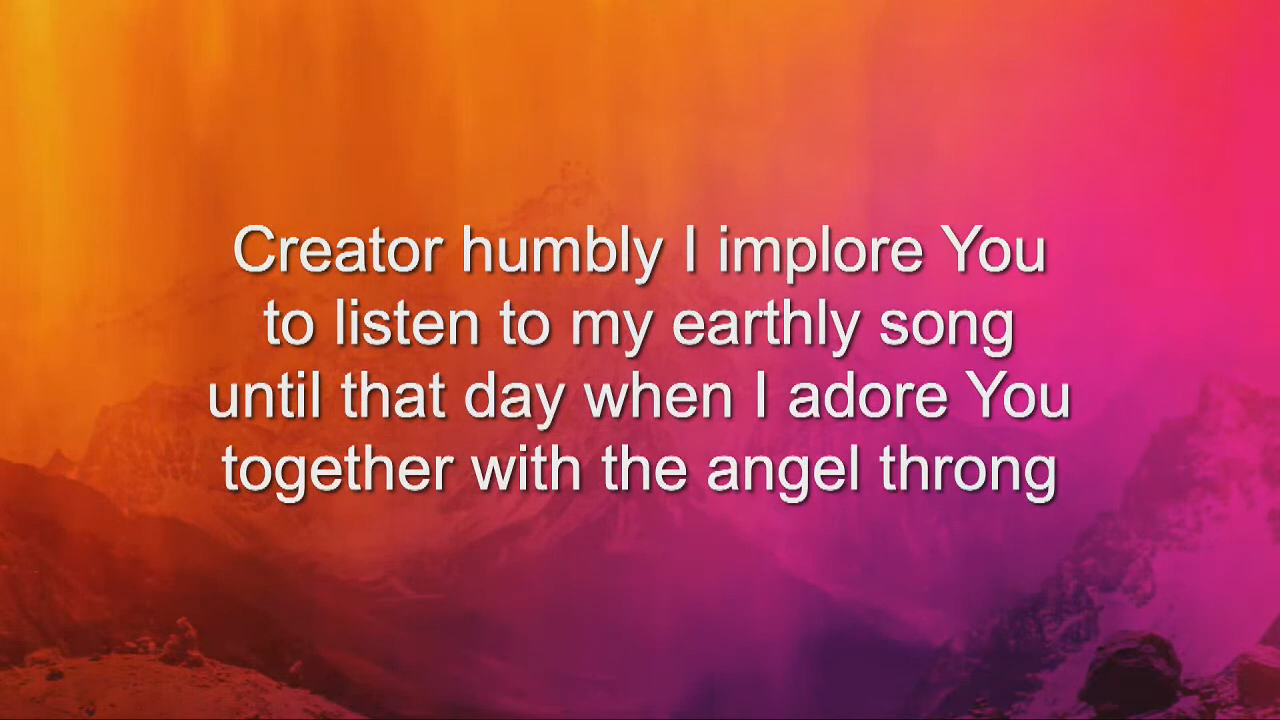 Creator humbly I implore You
to listen to my earthly song
until that day when I adore You
together with the angel throng